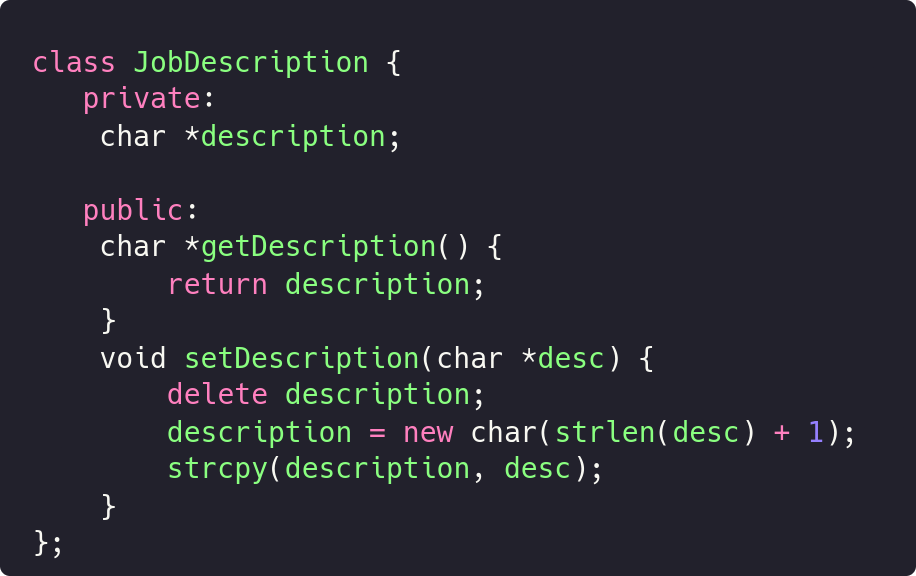 class JobDescription {
   private:
    char *description;

   public:
    char *getDescription() {
        return description;
    }
    void setDescription(char *desc) {
        delete description;
        description = new char(strlen(desc) + 1);
        strcpy(description, desc);
    }
};